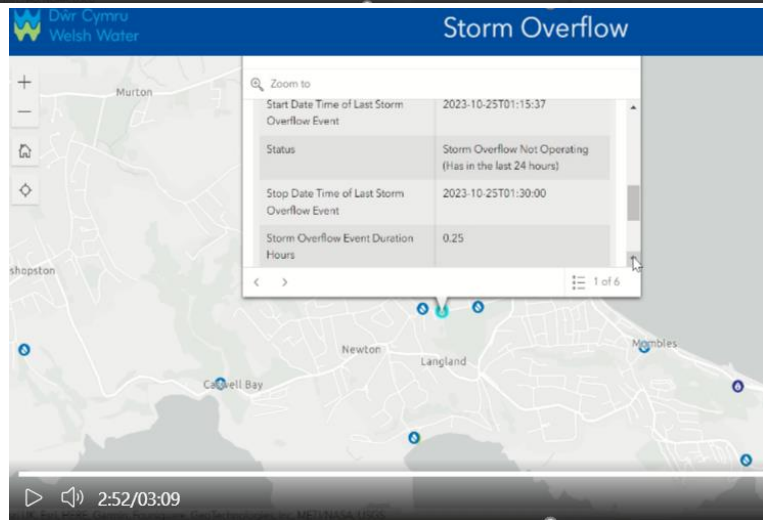 Dŵr Cymru
Welsh Water
Storm Overflow
Murton
Zoom to
Start Date Time of Last Storm Overflow Event
2023-10-25T01:15:37
Status
Storm Overflow Not Operating
(Has in the last 24 hours)
Stop Date Time of Last Storm
Overflow Event
2023-10-25T01:30:00
Storm Overflow Event Duration
Hours
0.25
shopston
1 of 6
Newton
Langland
Mumbles
Caswell Bay
2:52/03:09